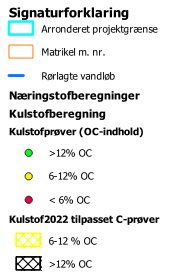 Signaturforklaring
Arronderet projektgrænse
Matrikel m. nr.
Rørlagte vandløb
Næringstofberegninger
Kulstofberegning
Kulstofprøver (OC-indhold)
>12% OC
6-12% OC
< 6% OC
Kulstof2022 tilpasset C-prøver
6-12 % OC
>12% OC